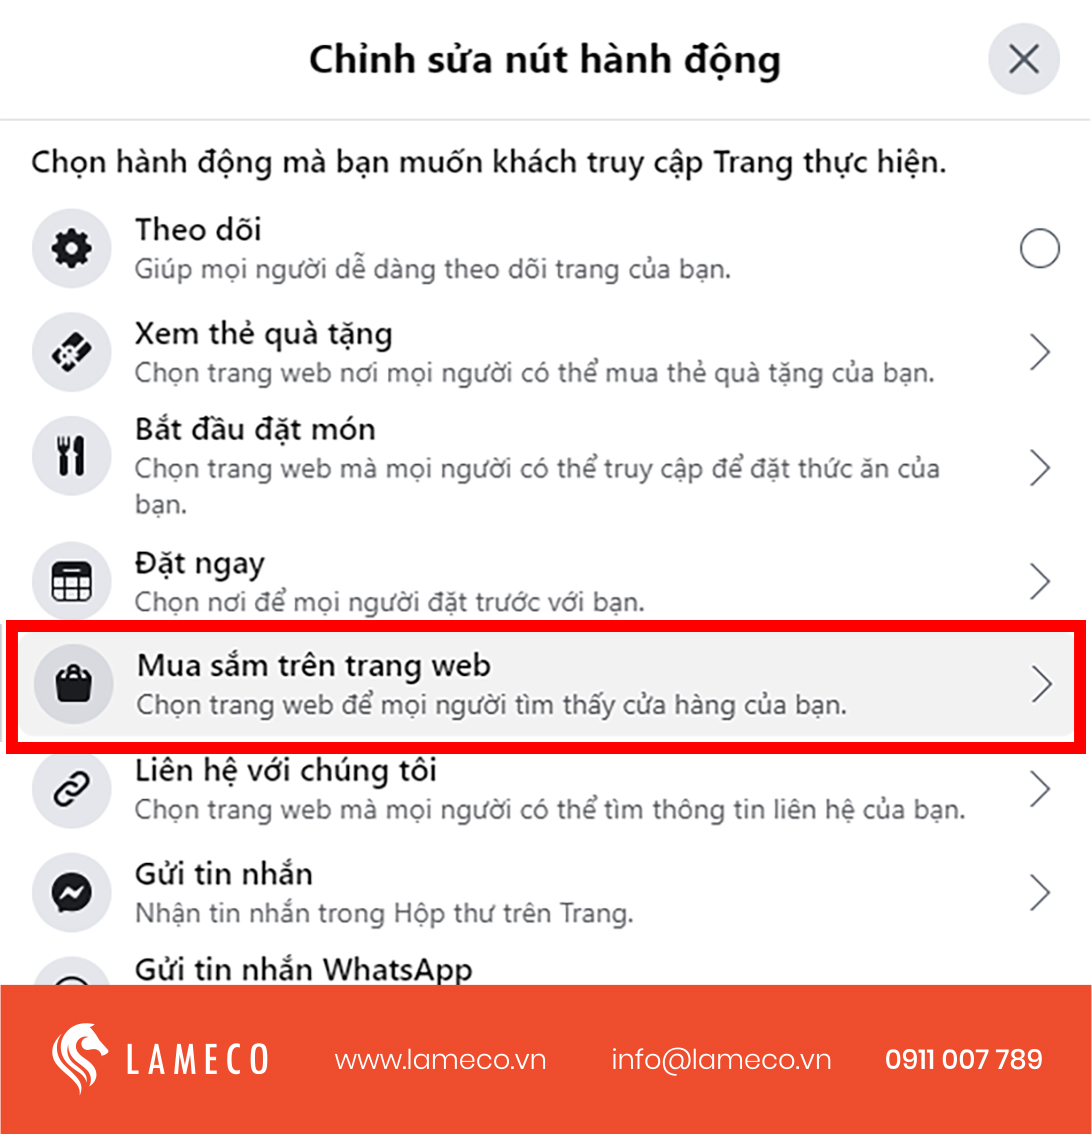 Chỉnh sửa nút hành động
Chọn hành động mà bạn muốn khách truy cập Trang thực hiện.
Theo dõi
Giúp mọi người dễ dàng theo dõi trang của bạn.
Xem thẻ quà tặng
Chọn trang web nơi mọi người có thể mua thẻ quà tặng của bạn.
Bắt đầu đặt món
Chọn trang web mà mọi người có thể truy cập để đặt thức ăn của
bạn.
Đặt ngay
Chọn nơi để mọi người đặt trước với bạn.
Mua sắm trên trang web
Chọn trang web để mọi người tìm thấy cửa hàng của bạn.
Liên hệ với chúng tôi
Chọn trang web mà mọi người có thể tìm thông tin liên hệ của bạn.
Gửi tin nhắn
Nhận tin nhắn trong Hộp thư trên Trang.
Gửi tin nhắn WhatsApp
LAMECO www.lameco.vn info@lameco.vn 0911 007 789